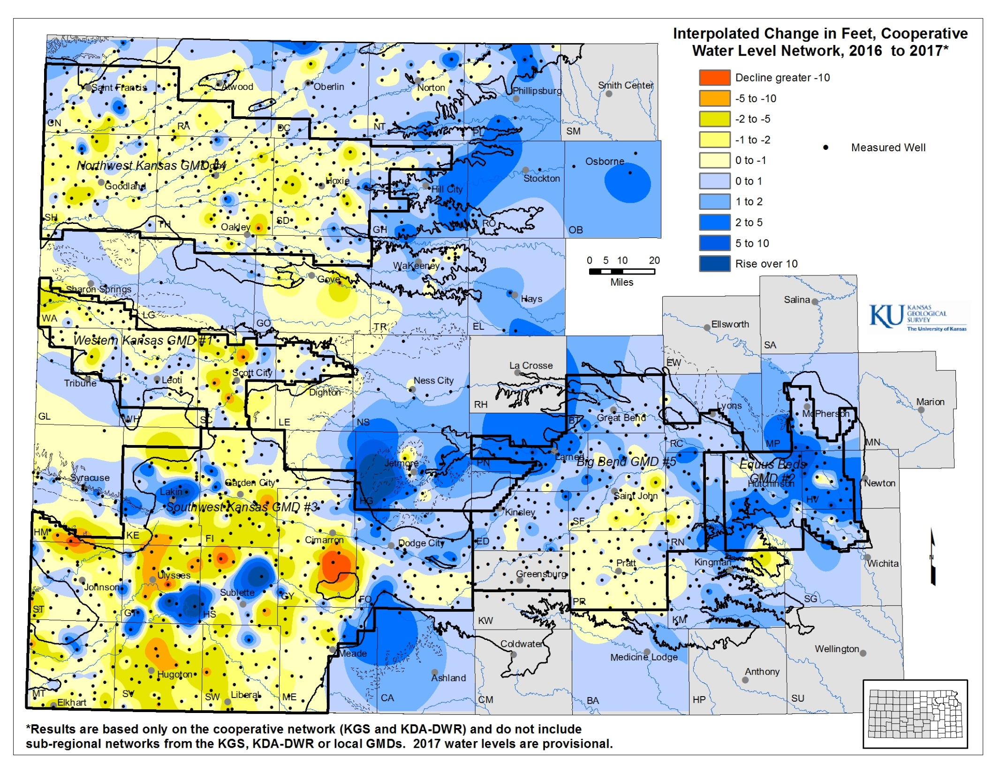 Interpolated Change in Feet, Cooperative
Water Level Network, 2016 to 2017*
Decline greater -10
-5 to -10
-2 to -5
-1 to -2
0 to -1
0 to 1
1 to 2
2 to 5
5 to 10
Rise over 10
Measured Well
Saint Francis
Atwood
Oberlin
Norton
Phillipsburg
Smith Center
CN
RA
DC
NT
PL
SM
Northwest Kansas GMD #4
Goodland
Hoxie
Hill City
Stockton
Osborne
SH
TH
Oakley
SD
GH
RO
OB
0 5 10 20
Miles
WaKeeney
Gove
Hays
Sharon Springs
WA
LG
GO
TR
EL
Salina
Ellsworth
SA
KU KANSAS
GEOLOGICAL
SURVEY
The University of Kansas
Western Kansas GMD #1
Tribune
Leoti
Scott City
Dighton
Ness City
La Crosse
EW
RH
Great Bend
Lyons
McPherson
Marion
GL
WH
SC
LE
NS
BT
RC
MP
MN
Syracuse
Lakin
Garden City
Jetmore
PN
Larned
Big Bend GMD #5
Equus Beds
GMD #2
Hutchinson
Newton
Southwest Kansas GMD #3
HG
Saint John
HV
Kinsley
SF
HM
KE
FI
Cimarron
Dodge City
ED
RN
Ulysses
Johnson
Sublette
GY
FO
Greensburg
Pratt
Kingman
Wichita
N
ST
GT
HS
KW
PR
KM
SG
Meade
Coldwater
Medicine Lodge
Wellington
Hugoton
Ashland
Anthony
MT
Elkhart
SV
SW
Liberal
ME
CA
CM
BA
HP
SU
*Results are based only on the cooperative network (KGS and KDA-DWR) and do not include
sub-regional networks from the KGS, KDA-DWR or local GMDs. 2017 water levels are provisional.